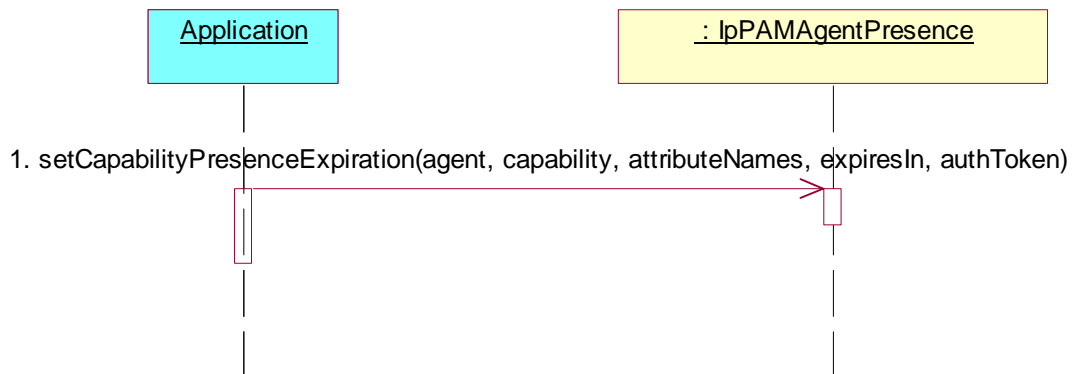 Application
: IpPAMAgentPresence
1. setCapabilityPresenceExpiration(agent, capability, attributeNames, expiresIn, authToken)